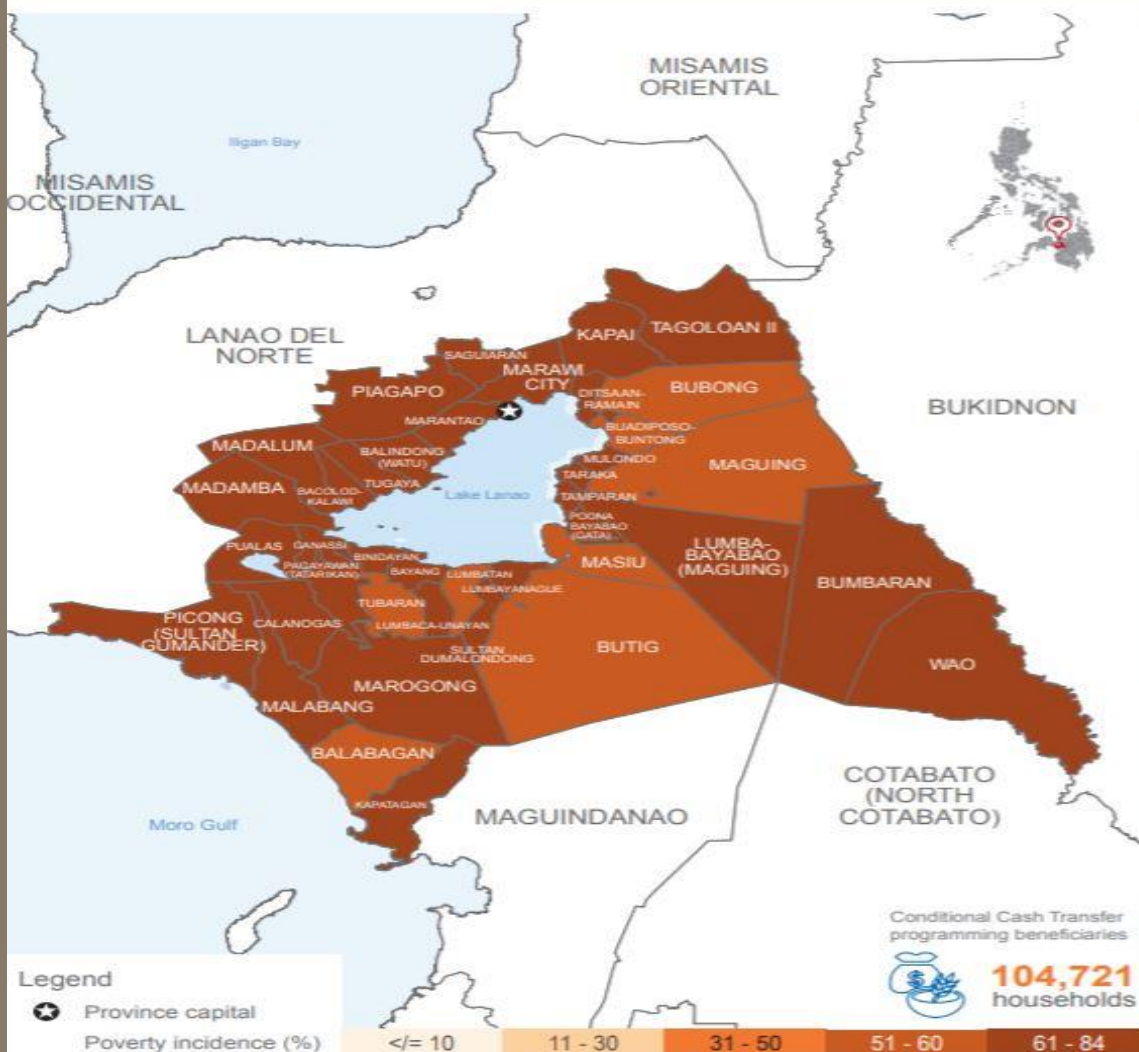 MISAMIS
ORIENTAL
Iligan Bay
MISAMIS
OCCIDENTAL
LANAO DEL
NORTE
KAPAI
TAGOLOAN II
SAGUIARAN
MARAWI
CITY
PIAGAPO
DITSAAN-
RAMAIN
BUBONG
BUKIDNON
MARANTAO
BUADIPOSO-
BUNTONG
MADALUM
BALINDONG
(WATU)
MULONDO
MAGUING
TARAKA
MADAMBA
BACOLOD-
KALAWI
TUGAYA
Lake Lanao
TAMPARAN
POONA
BAYABAO
(GATA)
LUMBA-
BAYABAO
(MAGUING)
PUALAS
GANASSI
BINIDAYAN
MASIU
PAGAYAWAN
(TATARIKAN)
BAYANG
LUMBATAN
LUMBAYANAGUE
BUMBARAN
TUBARAN
PICONG
(SULTAN
GUMANDER)
CALANOGAS
LUMBACA-UNAYAN
SULTAN
DUMALONDONG
BUTIG
WAO
MAROGONG
MALABANG
BALABAGAN
KAPATAGAN
COTABATO
(NORTH
COTABATO)
MAGUINDANAO
Moro Gulf
Conditional Cash Transfer
programming beneficiaries
$
104,721
households
Legend
Province capital
Poverty incidence (%) </= 10 11 - 30 31 - 50 51 - 60 61 - 84